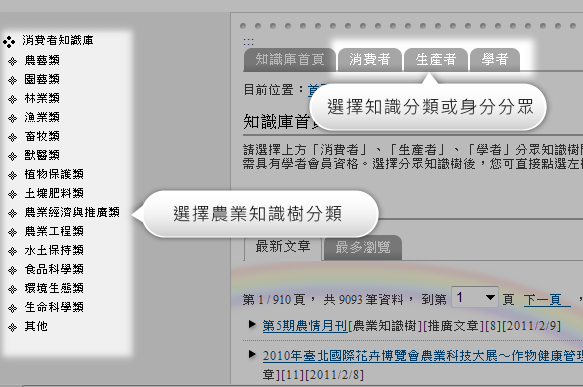 消費者知識庫
農藝類
園藝類
林業類
漁業類
畜牧類
獸醫類
植物保護類
土壤肥料類
農業經濟與推廣類
農業工程類
水土保持類
食品科學類
環境生態類
生命科學類
其他
選擇農業知識樹分類
:::
知識庫首頁 消費者 生產者 學者
目前位置：首
選擇知識分類或身分分眾
知識庫首頁
請選擇上方「消費者」、「生產者」、「學者」分眾知識樹
需具有學者會員資格。選擇分眾知識樹後，您可直接點選左
最新文章 最多瀏覽
第 1 / 910 頁， 共 9093 筆資料， 到第 1 頁 下一頁 ，
第5期農情月刊[農業知識樹][推廣文章][8][2011/2/9]
2010年臺北國際花卉博覽會農業科技大展～作物健康管理
章][11][2011/2/8]